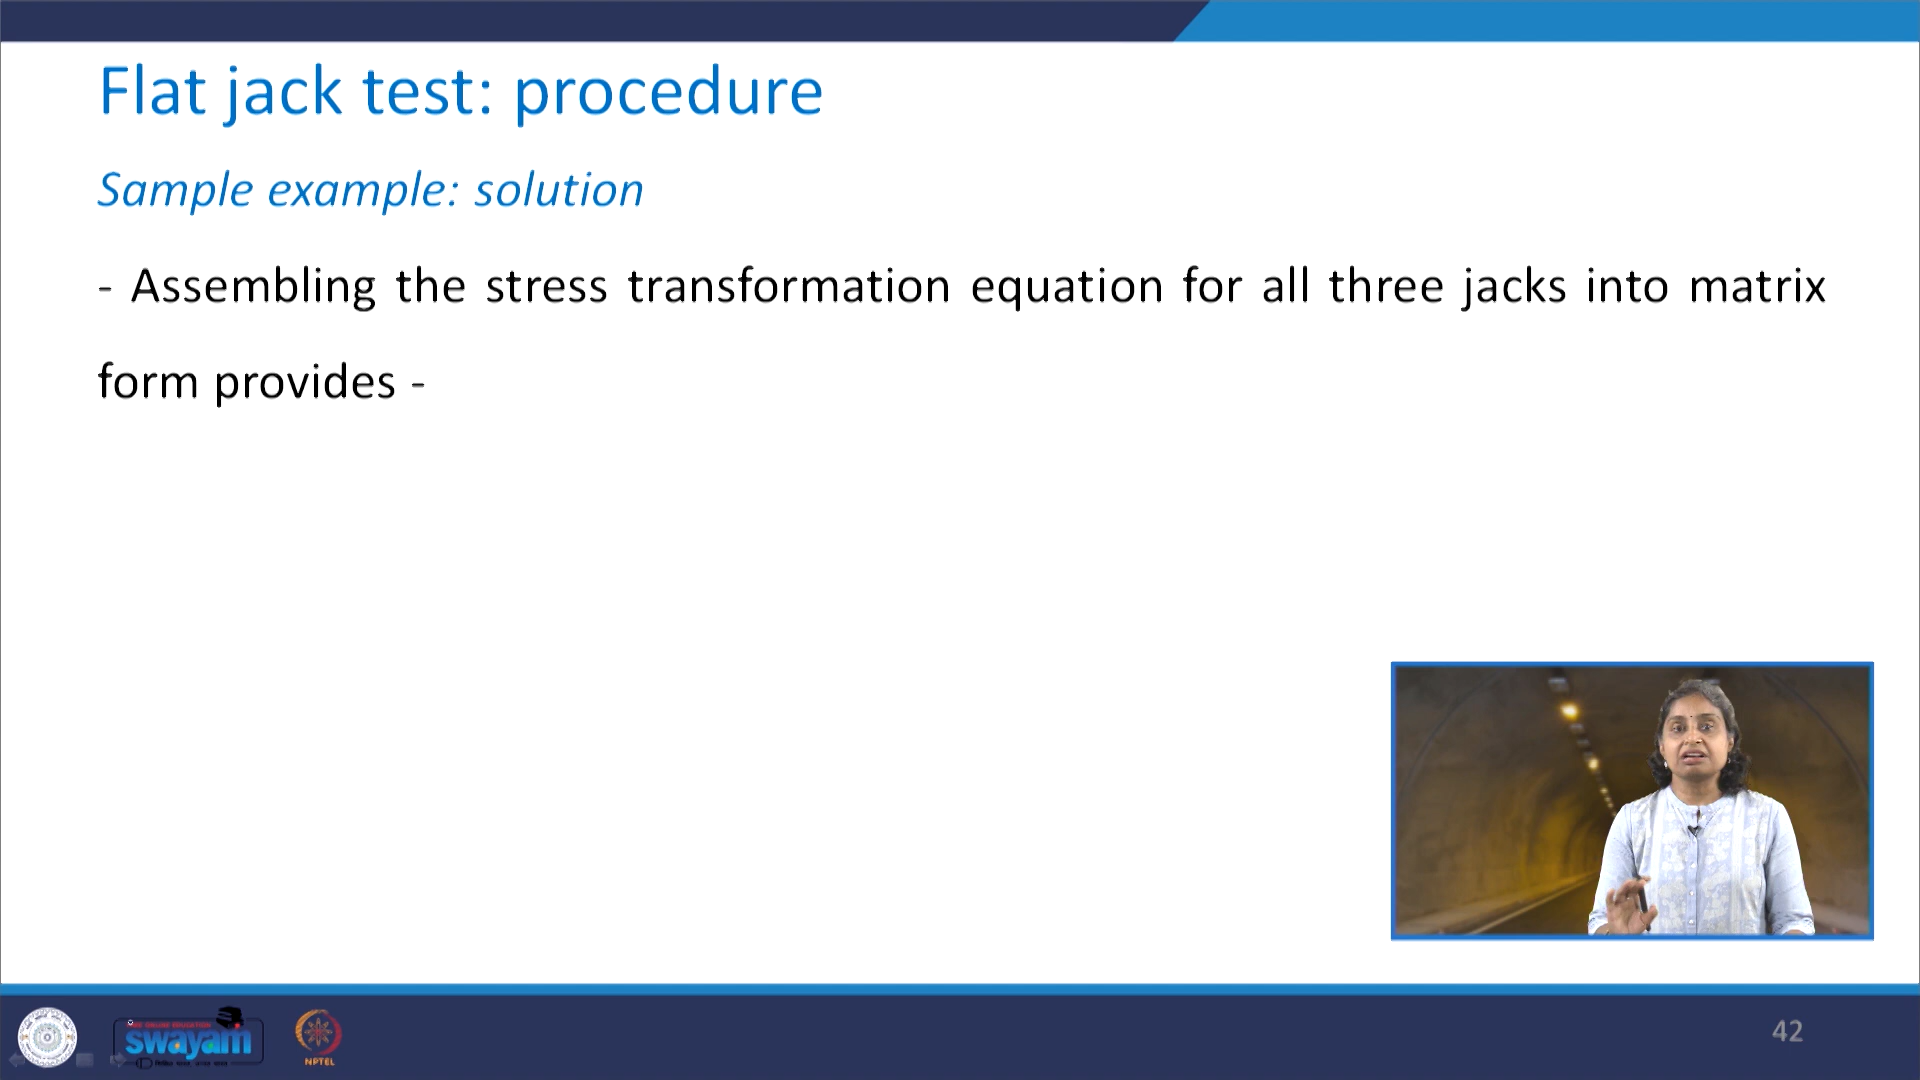 Flat jack test: procedure
Sample example: solution
- Assembling the stress transformation equation for all three jacks into matrix
form provides -
swayam
NPTEL
42